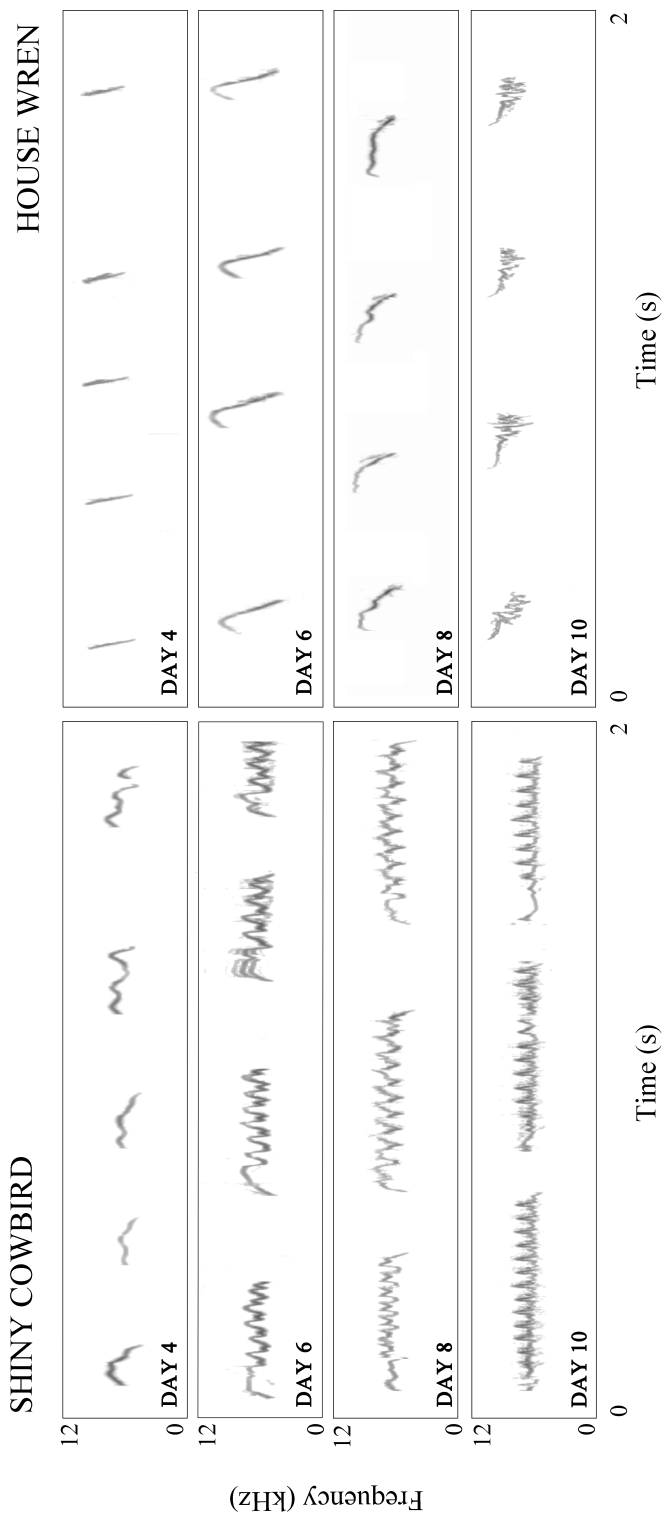 SHINY COWBIRD
HOUSE WREN
Frequency (kHz)
12
0
DAY 4
DAY 4
12
0
DAY 6
DAY 6
12
0
DAY 8
DAY 8
12
0
DAY 10
DAY 10
0
2
0
2
Time (s)
Time (s)